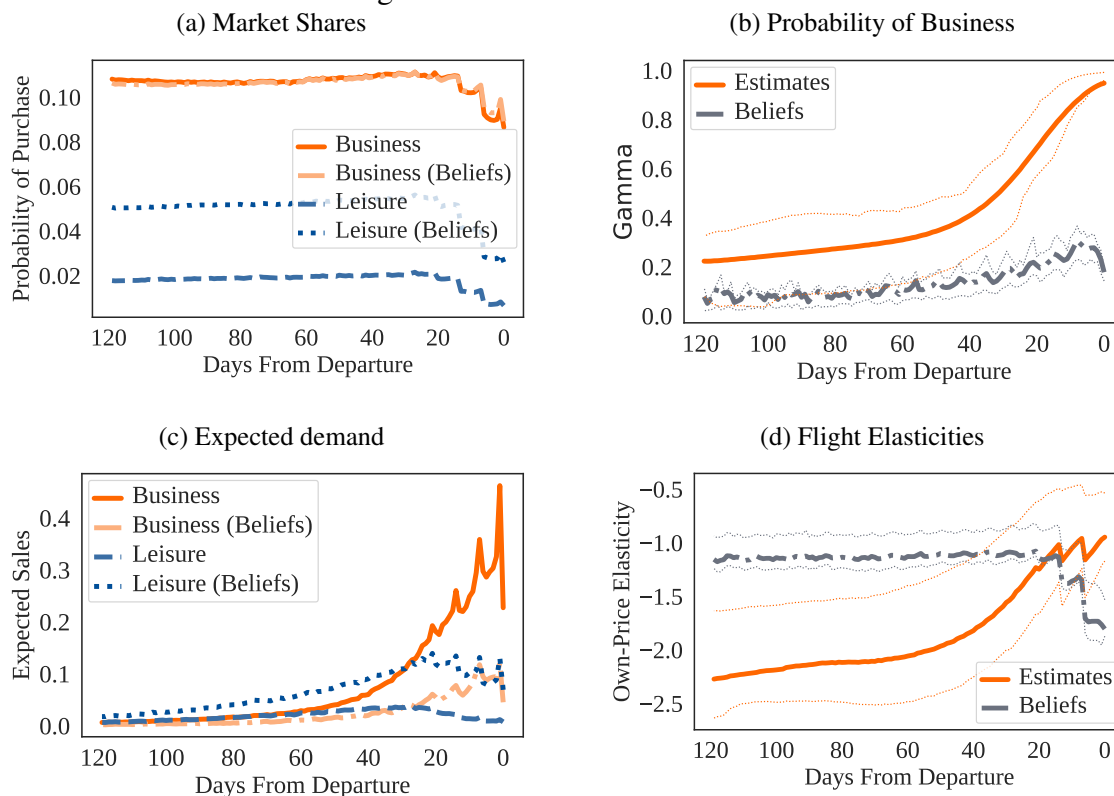 (a) Market Shares
Probability of Purchase
0.10
0.08
0.06
0.04
0.02
Business
Business (Beliefs)
Leisure
Leisure (Beliefs)
120 100 80 60 40 20 0
Days From Departure
(b) Probability of Business
Gamma
1.0
0.8
0.6
0.4
0.2
0.0
Estimates
Beliefs
120 100 80 60 40 20 0
Days From Departure
(c) Expected demand
Expected Sales
0.4
0.3
0.2
0.1
0.0
Business
Business (Beliefs)
Leisure
Leisure (Beliefs)
120 100 80 60 40 20 0
Days From Departure
(d) Flight Elasticities
Own-Price Elasticity
−0.5
−1.0
−1.5
−2.0
−2.5
Estimates
Beliefs
120 100 80 60 40 20 0
Days From Departure